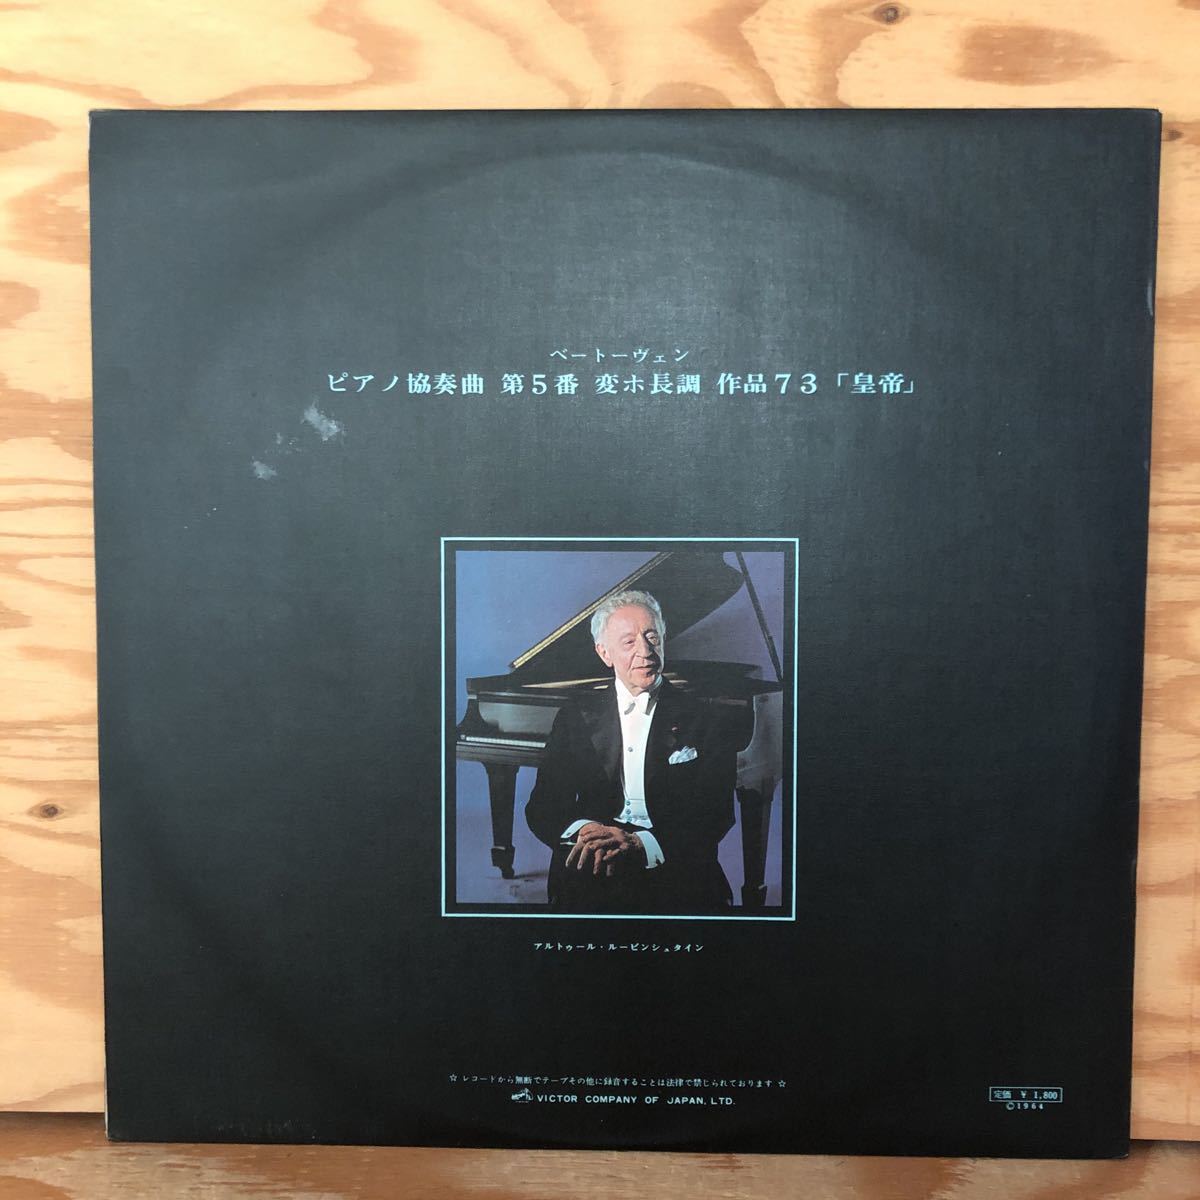 ベートーヴェン
ピアノ協奏曲 第5番 変ホ長調 作品73「皇帝」
アルトゥール・ルービンシュタイン
☆ レコードから無断でテープその他に録音することは法律で禁じられております ☆
VICTOR COMPANY OF JAPAN, LTD.
定価 ¥ 1,800
©1964